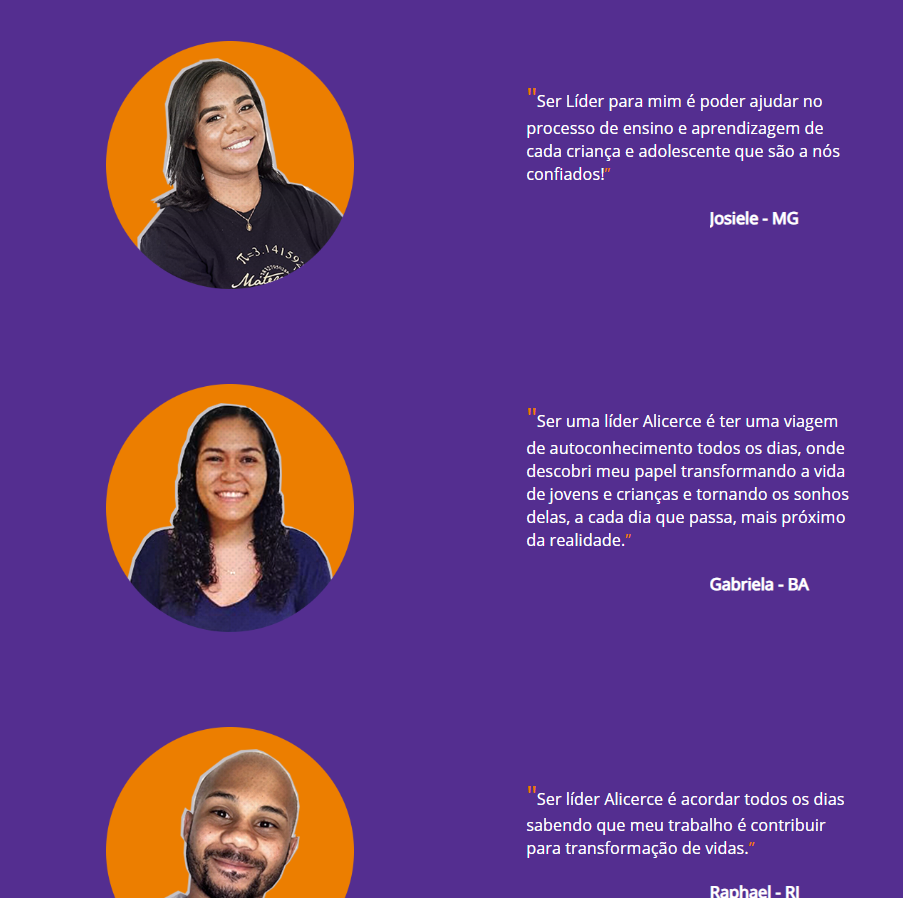 "Ser Líder para mim é poder ajudar no
processo de ensino e aprendizagem de
cada criança e adolescente que são a nós
confiados!”
Josiele - MG
π=3.1415
"Ser uma líder Alicerce é ter uma viagem
de autoconhecimento todos os dias, onde
descobri meu papel transformando a vida
de jovens e crianças e tornando os sonhos
delas, a cada dia que passa, mais próximo
da realidade.”
Gabriela - BA
"Ser líder Alicerce é acordar todos os dias
sabendo que meu trabalho é contribuir
para transformação de vidas.”
Raphael - RJ